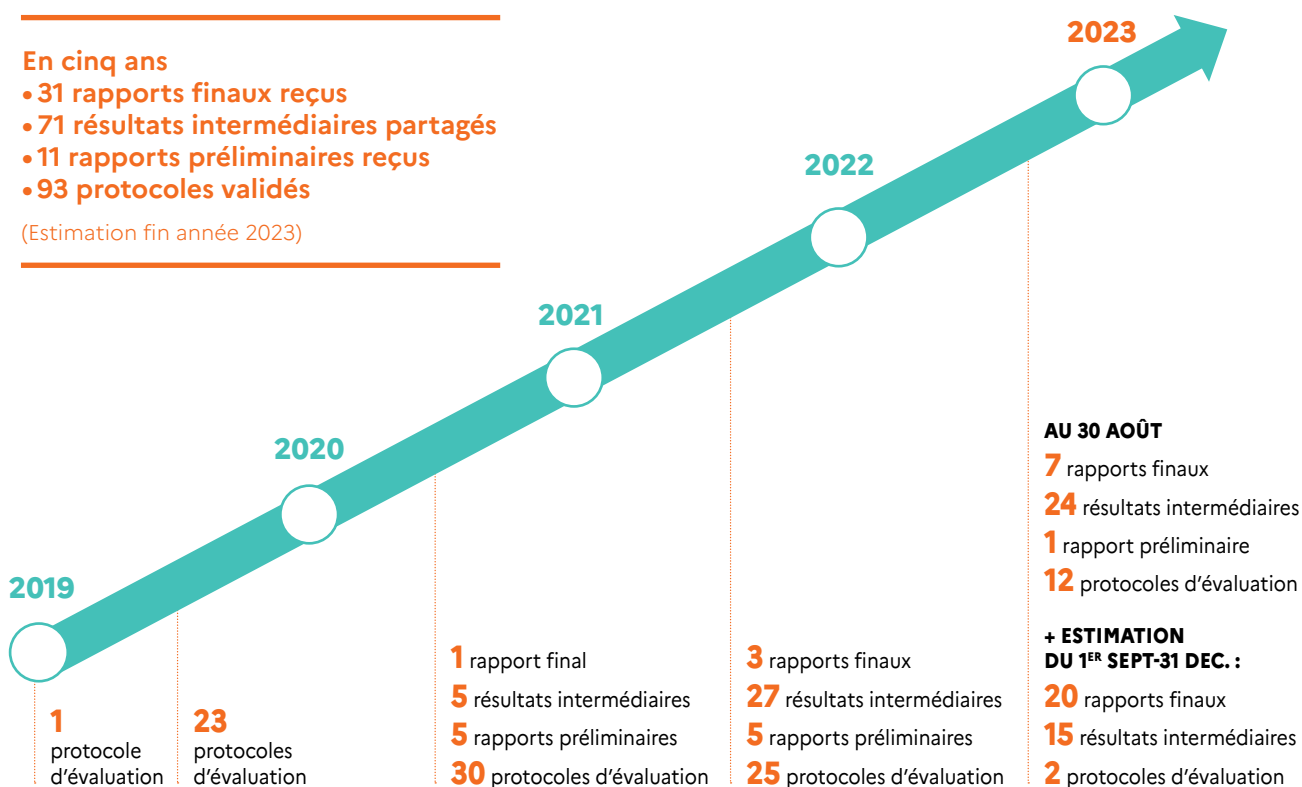 En cinq ans
• 31 rapports finaux reçus
• 71 résultats intermédiaires partagés
• 11 rapports préliminaires reçus
• 93 protocoles validés
(Estimation fin année 2023)
2019
1
protocole
d'évaluation
2020
23
protocoles
d'évaluation
2021
1 rapport final
5 résultats intermédiaires
5 rapports préliminaires
30 protocoles d'évaluation
2022
3 rapports finaux
27 résultats intermédiaires
5 rapports préliminaires
25 protocoles d'évaluation
2023
AU 30 AOÛT
7 rapports finaux
24 résultats intermédiaires
1 rapport préliminaire
12 protocoles d'évaluation
+ ESTIMATION
DU 1ER SEPT-31 DEC. :
20 rapports finaux
15 résultats intermédiaires
2 protocoles d'évaluation